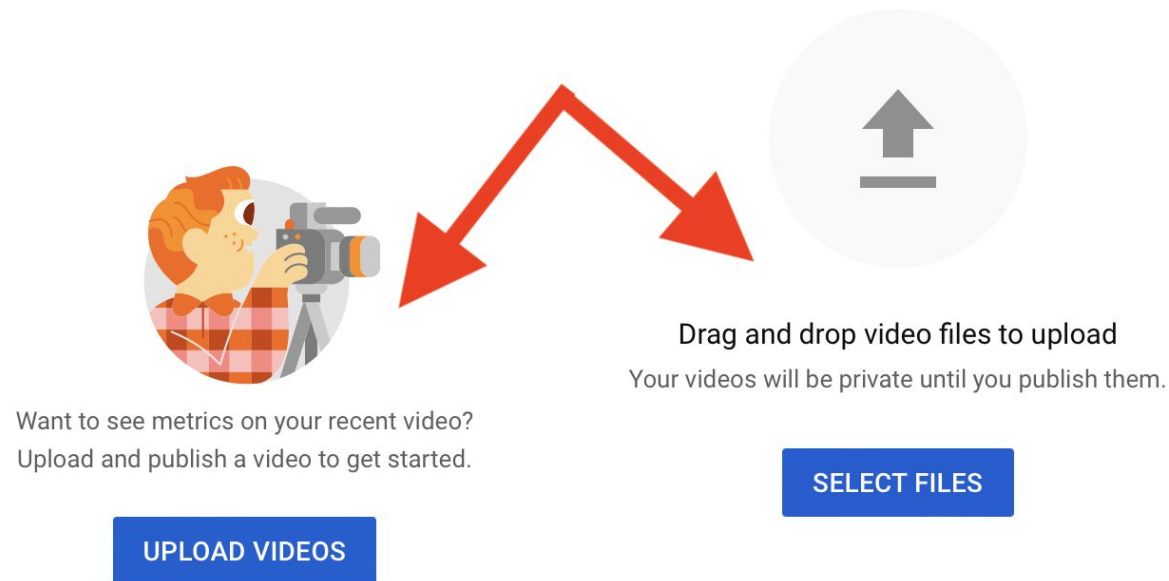 Want to see metrics on your recent video?
Upload and publish a video to get started.
UPLOAD VIDEOS
Drag and drop video files to upload
Your videos will be private until you publish them.
SELECT FILES